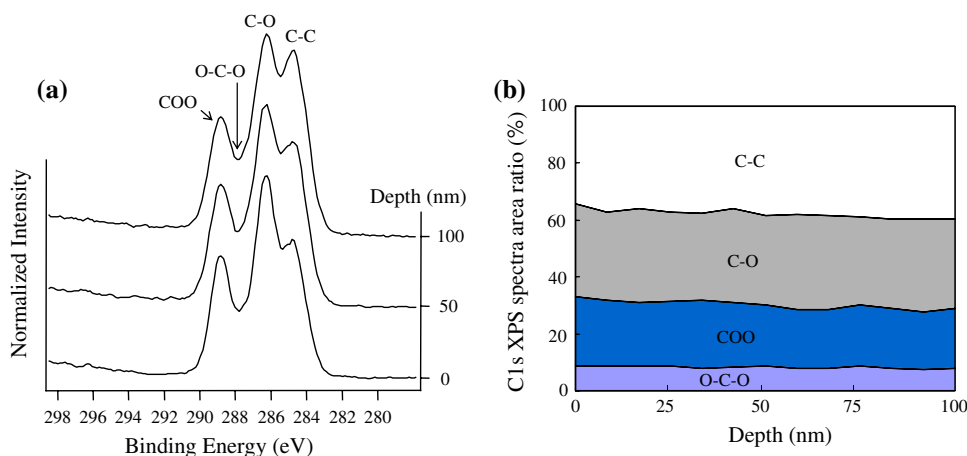 (a)
C-O
C-C
O-C-O
COO
Depth (nm)
100
50
0
Normalized Intensity
298 296 294 292 290 288 286 284 282 280
Binding Energy (eV)
(b)
C1s XPS spectra area ratio (%)
100
80
60
40
20
0
C-C
C-O
COO
O-C-O
0 25 50 75 100
Depth (nm)